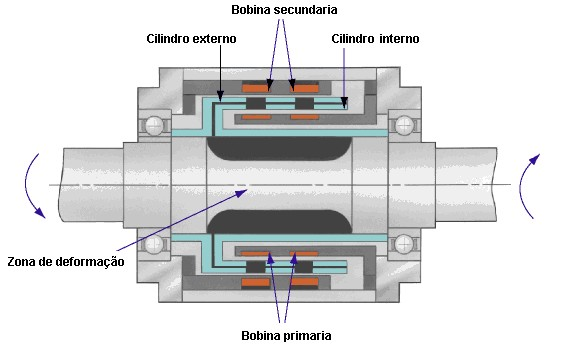 Bobina secundaria
Cilindro externo
Cilindro interno
Zona de deformação
Bobina primaria